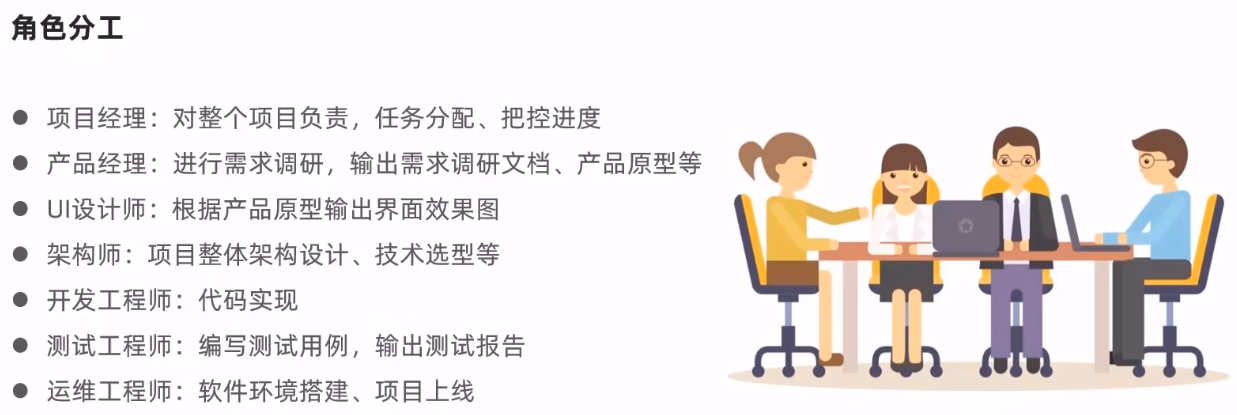 角色分工
● 项目经理：对整个项目负责，任务分配、把控进度
● 产品经理：进行需求调研，输出需求调研文档、产品原型等
● UI设计师：根据产品原型输出界面效果图
● 架构师：项目整体架构设计、技术选型等
● 开发工程师：代码实现
● 测试工程师：编写测试用例，输出测试报告
● 运维工程师：软件环境搭建、项目上线